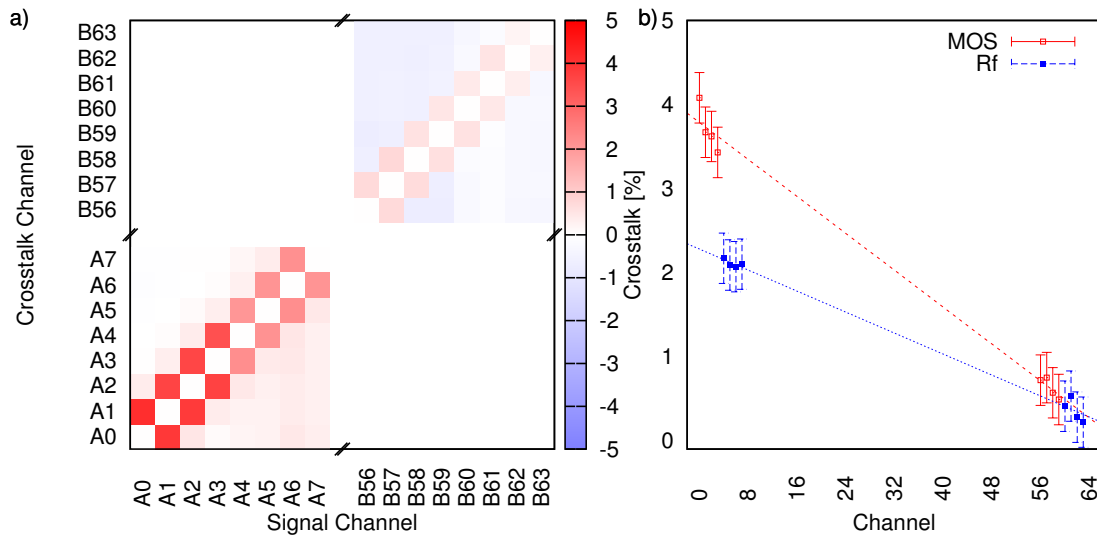 a)
B63
B62
B61
B60
B59
B58
B57
B56
A7
A6
A5
A4
A3
A2
A1
A0
Crosstalk Channel
A0 A1 A2 A3 A4 A5 A6 A7 B56 B57 B58 B59 B60 B61 B62 B63
Signal Channel
5
4
3
2
1
0
-1
-2
-3
-4
-5
Crosstalk [%]
b)
MOS
Rf
5
4
3
2
1
0
0 8 16 24 32 40 48 56 64
Channel